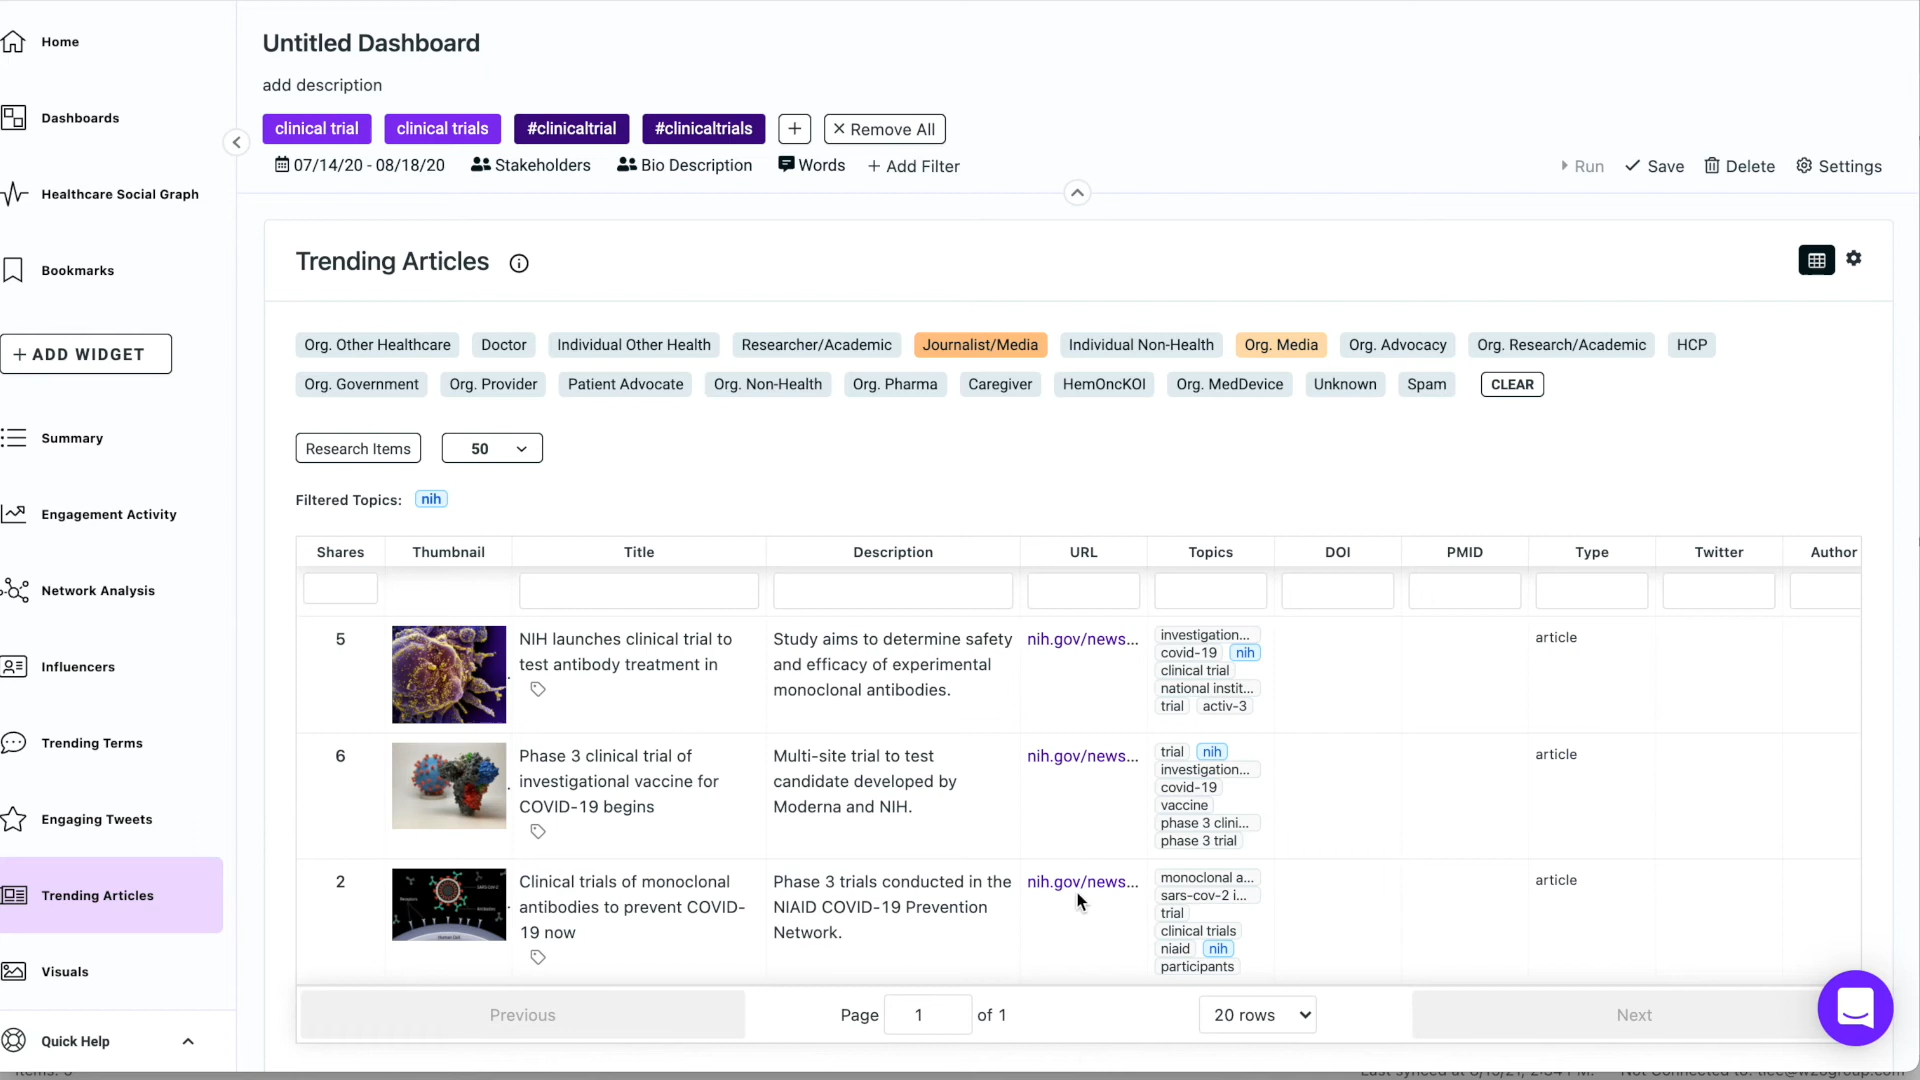 Home
Dashboards
Healthcare Social Graph
Bookmarks
+ ADD WIDGET
Summary
Engagement Activity
Network Analysis
Influencers
Trending Terms
Engaging Tweets
Trending Articles
Visuals
Quick Help
Untitled Dashboard
add description
clinical trial clinical trials #clinicaltrial #clinicaltrials + × Remove All
07/14/20 - 08/18/20 Stakeholders Bio Description Words + Add Filter
Run Save Delete Settings
Trending Articles
Org. Other Healthcare Doctor Individual Other Health Researcher/Academic Journalist/Media Individual Non-Health Org. Media Org. Advocacy Org. Research/Academic HCP
Org. Government Org. Provider Patient Advocate Org. Non-Health Org. Pharma Caregiver HemOncKOI Org. MedDevice Unknown Spam CLEAR
Research Items 50
Filtered Topics: nih
Shares Thumbnail Title Description URL Topics DOI PMID Type Twitter Author
5
NIH launches clinical trial to
test antibody treatment in
Study aims to determine safety
and efficacy of experimental
monoclonal antibodies.
nih.gov/news...
investigation...
covid-19 nih
clinical trial
national instit...
trial activ-3
article
6
Phase 3 clinical trial of
investigational vaccine for
COVID-19 begins
Multi-site trial to test
candidate developed by
Moderna and NIH.
nih.gov/news...
trial nih
investigation...
covid-19
vaccine
phase 3 clini...
phase 3 trial
article
2
Clinical trials of monoclonal
antibodies to prevent COVID-
19 now
Phase 3 trials conducted in the
NIAID COVID-19 Prevention
Network.
nih.gov/news...
monoclonal a...
sars-cov-2 i...
trial
clinical trials
niaid nih
participants
article
Previous Page 1 of 1 20 rows Next